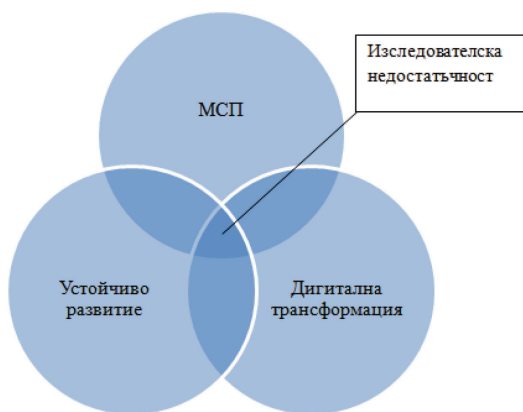 Изследователска
недостатъчност
МСП
Устойчиво
развитие
Дигитална
трансформация